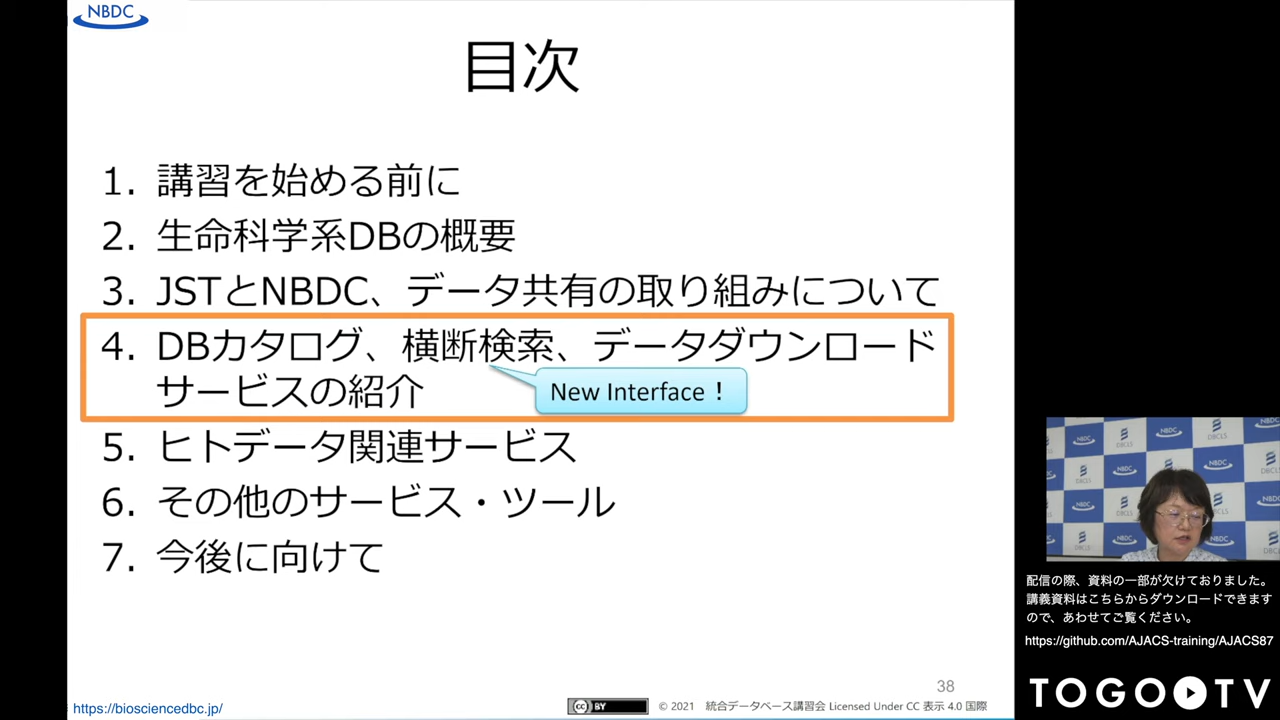 NBDC
目次
1. 講習を始める前に
2. 生命科学系DBの概要
3. JSTとNBDC、データ共有の取り組みについて
4. DBカタログ、横断検索、データダウンロード
サービスの紹介
New Interface！
5. ヒトデータ関連サービス
6. その他のサービス・ツール
7. 今後に向けて
38
https://biosciencedbc.jp/
CC BY
© 2021 統合データベース講習会 Licensed Under CC 表示 4.0 国際
NBDC
DBCLS
配信の際、資料の一部が欠けておりました。
講義資料はこちらからダウンロードできます
ので、あわせてご覧ください。
https://github.com/AJACS-training/AJACS87
TOGO TV